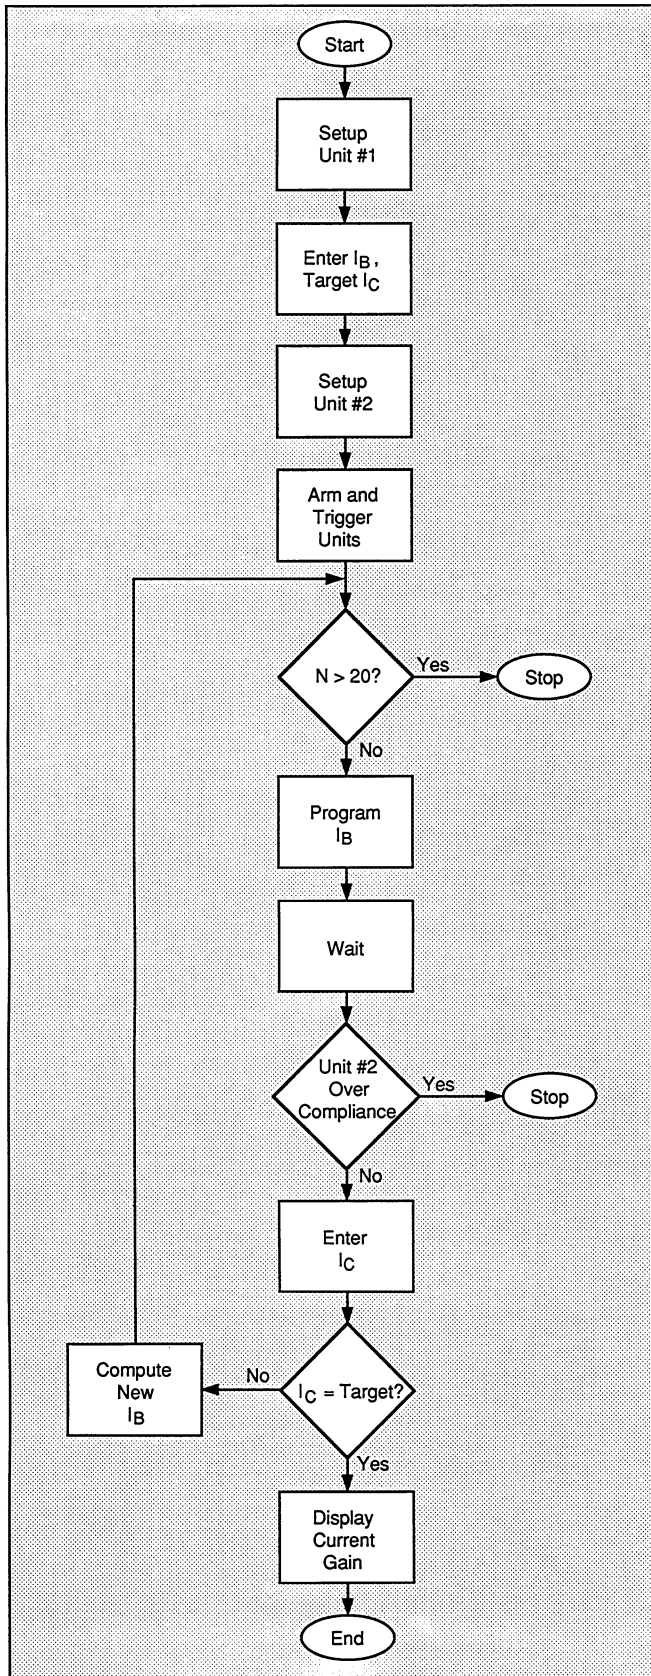 Start
Setup
Unit #1
Enter IB ,
Target IC
Setup
Unit #2
Arm and
Trigger
Units
N > 20?
Yes
Stop
No
Program
IB
Wait
Unit #2
Over
Compliance
Yes
Stop
No
Enter
IC
IC = Target?
No
Compute
New
IB
Yes
Display
Current
Gain
End